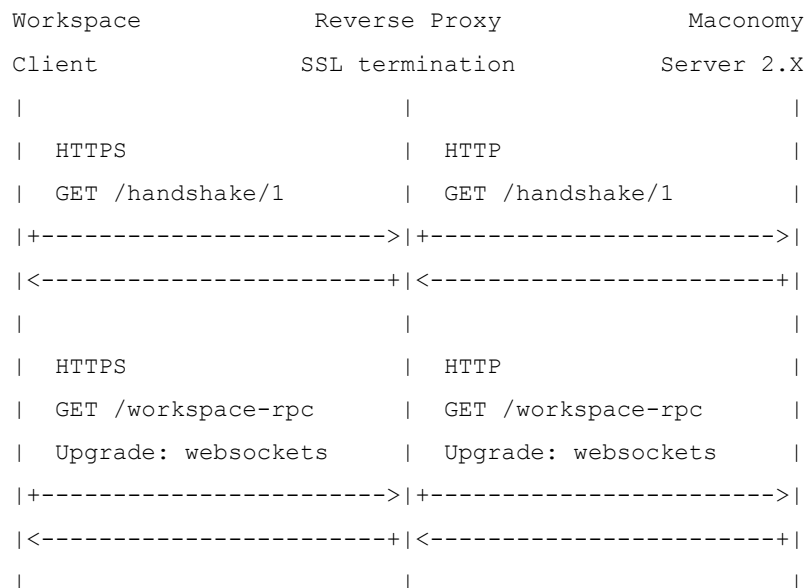 Workspace            Reverse Proxy             Maconomy
Client              SSL termination          Server 2.X
|                          |                          |
|  HTTPS                   |  HTTP                    |
|  GET /handshake/1        |  GET /handshake/1        |
|+------------------------>|+------------------------>|
|<------------------------+|<------------------------+|
|                          |                          |
|  HTTPS                   |  HTTP                    |
|  GET /workspace-rpc      |  GET /workspace-rpc      |
|  Upgrade: websockets     |  Upgrade: websockets     |
|+------------------------>|+------------------------>|
|<------------------------+|<------------------------+|
|                          |                          |